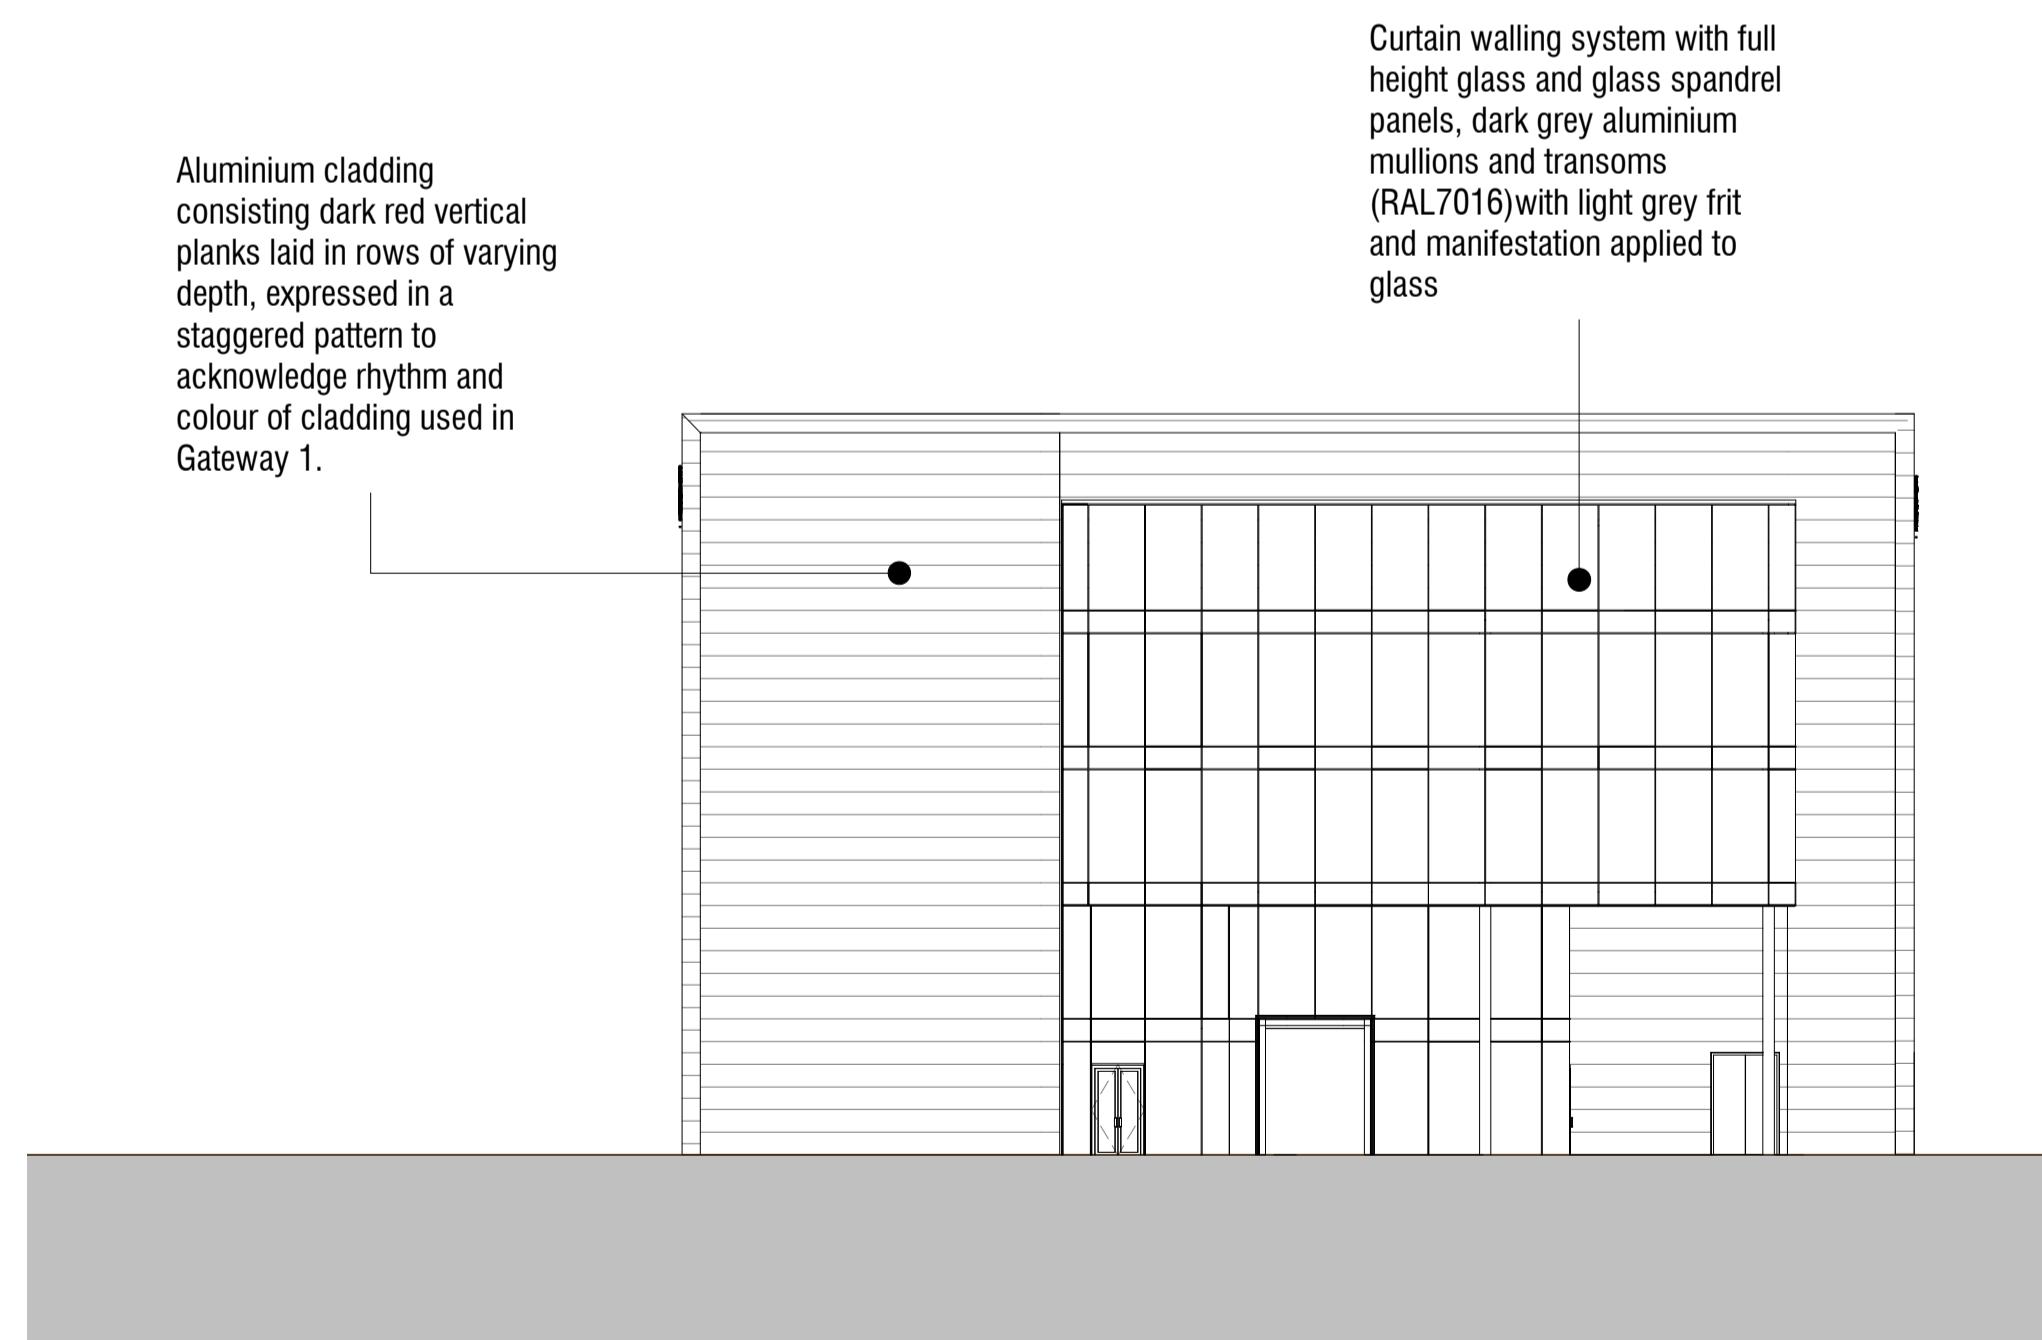 Aluminium cladding
consisting dark red vertical
planks laid in rows of varying
depth, expressed in a
staggered pattern to
acknowledge rhythm and
colour of cladding used in
Gateway 1.
Curtain walling system with full
height glass and glass spandrel
panels, dark grey aluminium
mullions and transoms
(RAL7016)with light grey frit
and manifestation applied to
glass